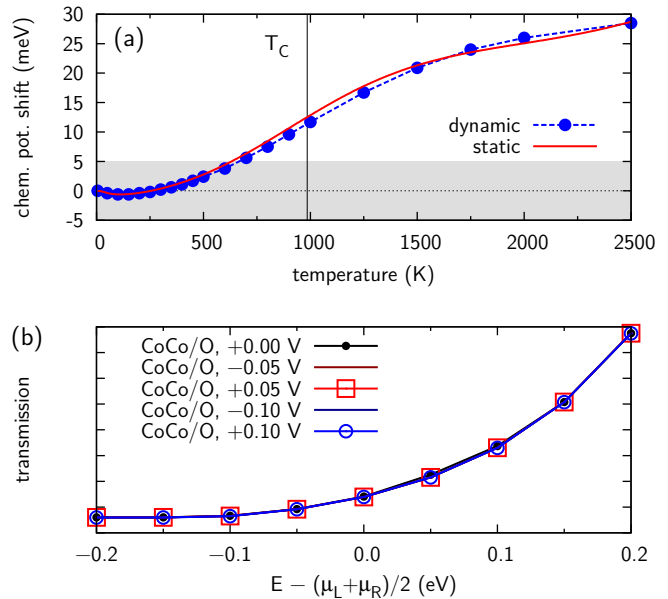 (a)
T_C
chem. pot. shift (meV)
30
25
20
15
10
5
0
-5
dynamic
static
0
500
1000
1500
2000
2500
temperature (K)
(b)
CoCo/O, +0.00 V
CoCo/O, −0.05 V
CoCo/O, +0.05 V
CoCo/O, −0.10 V
CoCo/O, +0.10 V
transmission
−0.2
−0.1
0.0
0.1
0.2
E − (μ_L+μ_R)/2 (eV)